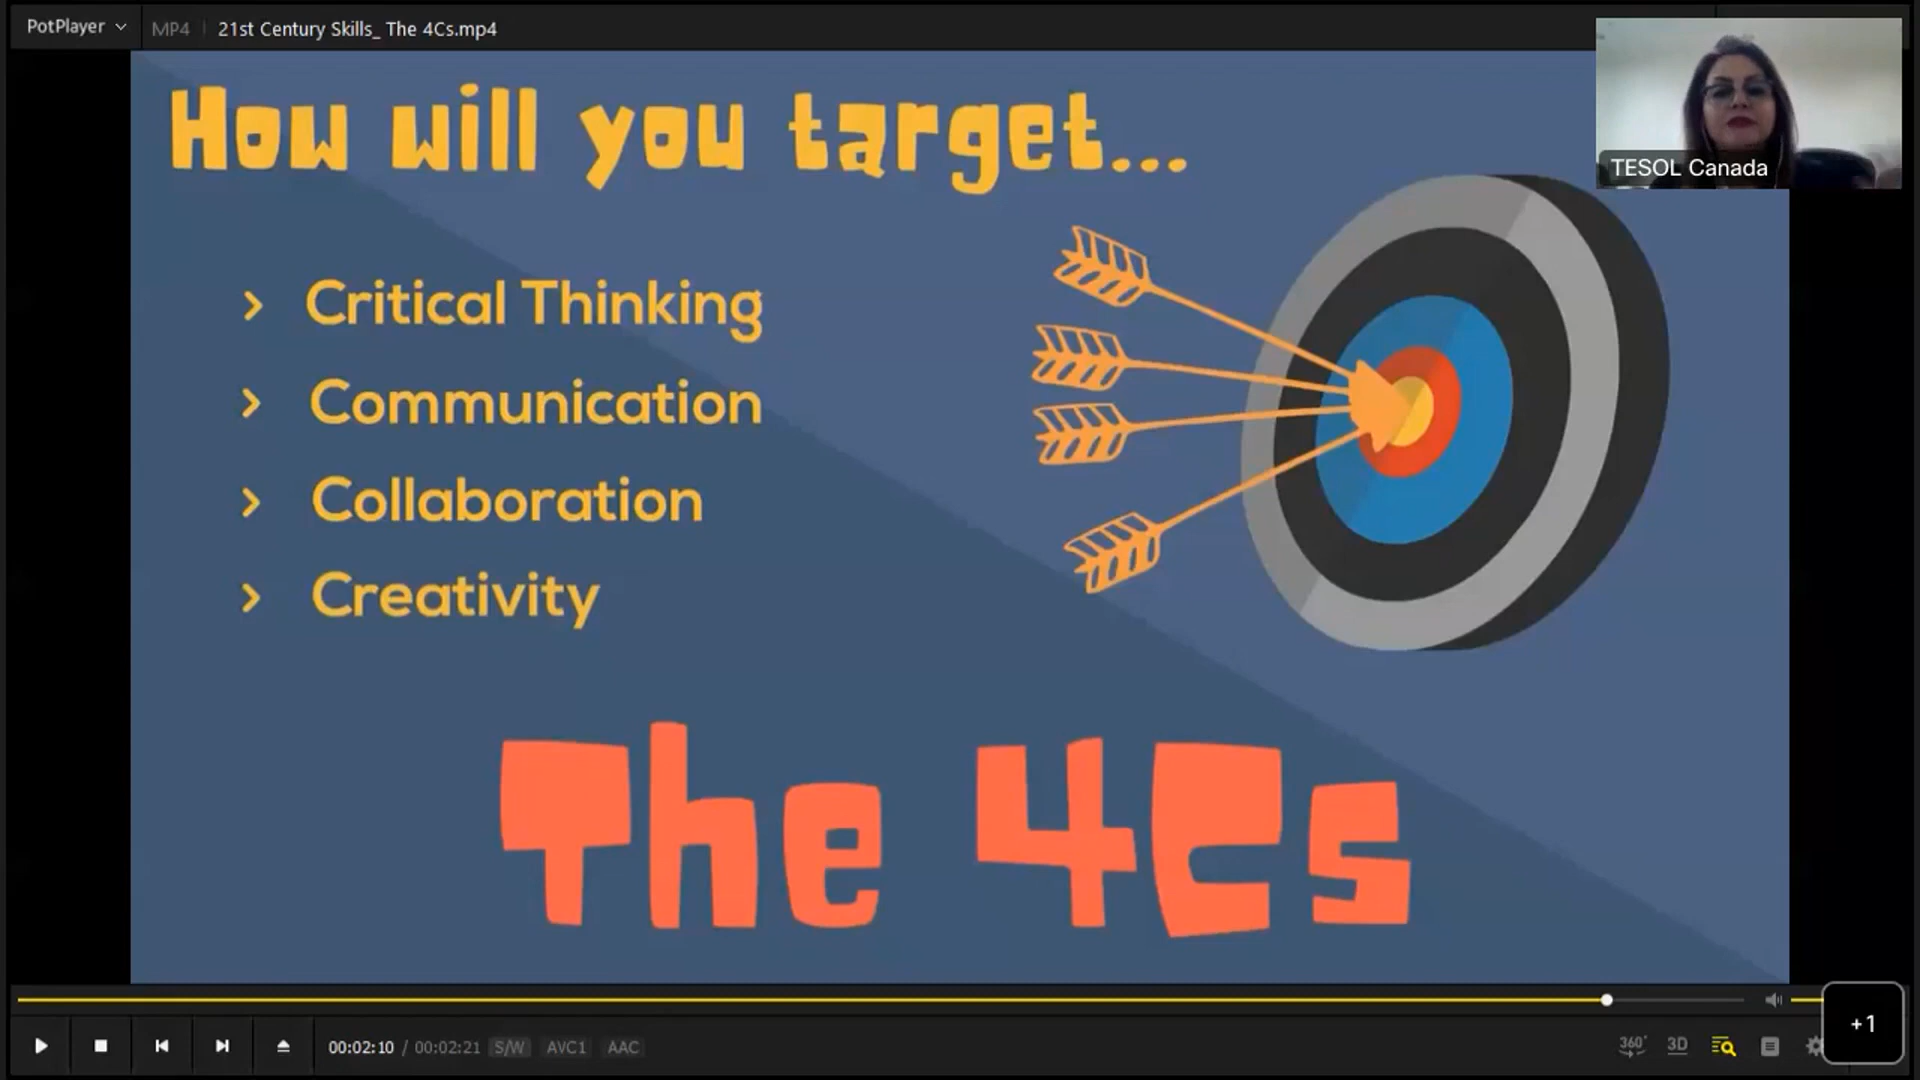 PotPlayer MP4 21st Century Skills_ The 4Cs.mp4
TESOL Canada
How will you target...
> Critical Thinking
> Communication
> Collaboration
> Creativity
The 4Cs
00:02:10 / 00:02:21 S/W AVC1 AAC
360° 3D
+1